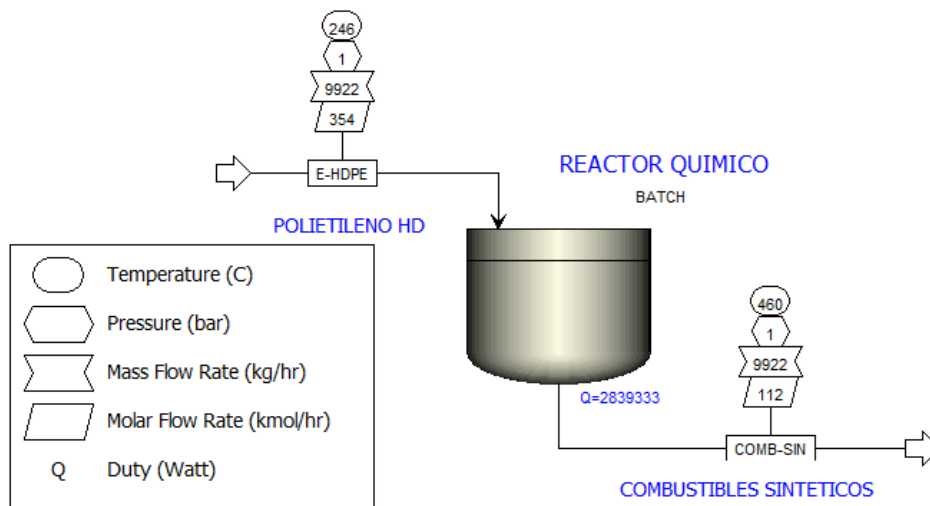 246
1
9922
354
E-HDPE
POLIETILENO HD
REACTOR QUIMICO
BATCH
Q=2839333
460
1
9922
112
COMB-SIN
COMBUSTIBLES SINTETICOS
Temperature (C)
Pressure (bar)
Mass Flow Rate (kg/hr)
Molar Flow Rate (kmol/hr)
Q Duty (Watt)